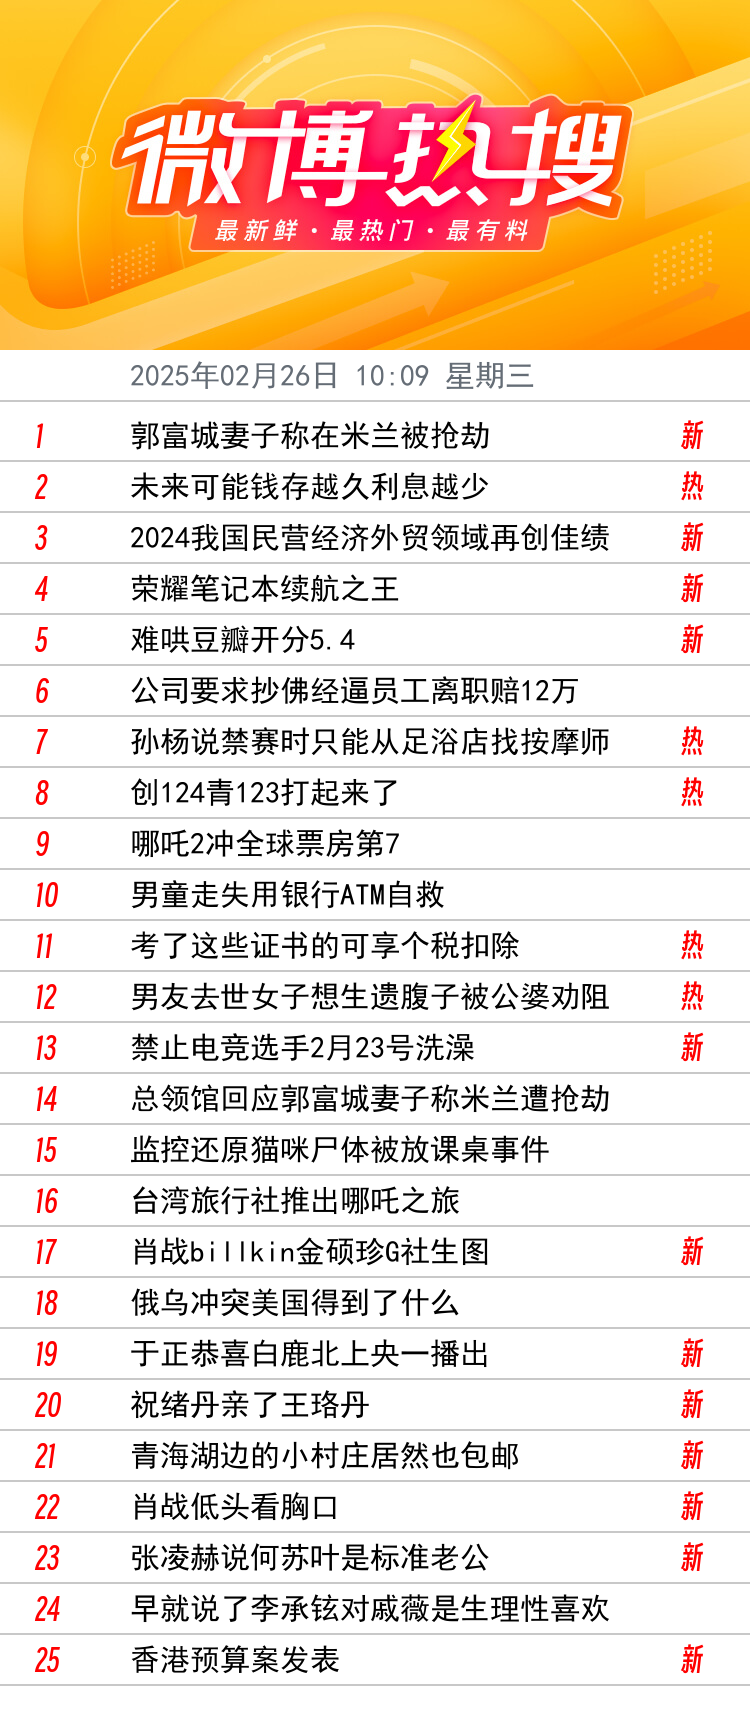 微博热搜
最新鲜·最热门·最有料
2025年02月26日 10:09 星期三
1 郭富城妻子称在米兰被抢劫 新
2 未来可能钱存越久利息越少 热
3 2024我国民营经济外贸领域再创佳绩 新
4 荣耀笔记本续航之王 新
5 难哄豆瓣开分5.4 新
6 公司要求抄佛经逼员工离职赔12万
7 孙杨说禁赛时只能从足浴店找按摩师 热
8 创124青123打起来了 热
9 哪吒2冲全球票房第7
10 男童走失用银行ATM自救
11 考了这些证书的可享个税扣除 热
12 男友去世女子想生遗腹子被公婆劝阻 热
13 禁止电竞选手2月23号洗澡 新
14 总领馆回应郭富城妻子称米兰遭抢劫
15 监控还原猫咪尸体被放课桌事件
16 台湾旅行社推出哪吒之旅
17 肖战billkin金硕珍G社生图 新
18 俄乌冲突美国得到了什么
19 于正恭喜白鹿北上央一播出 新
20 祝绪丹亲了王珞丹 新
21 青海湖边的小村庄居然也包邮 新
22 肖战低头看胸口 新
23 张凌赫说何苏叶是标准老公 新
24 早就说了李承铉对戚薇是生理性喜欢
25 香港预算案发表 新